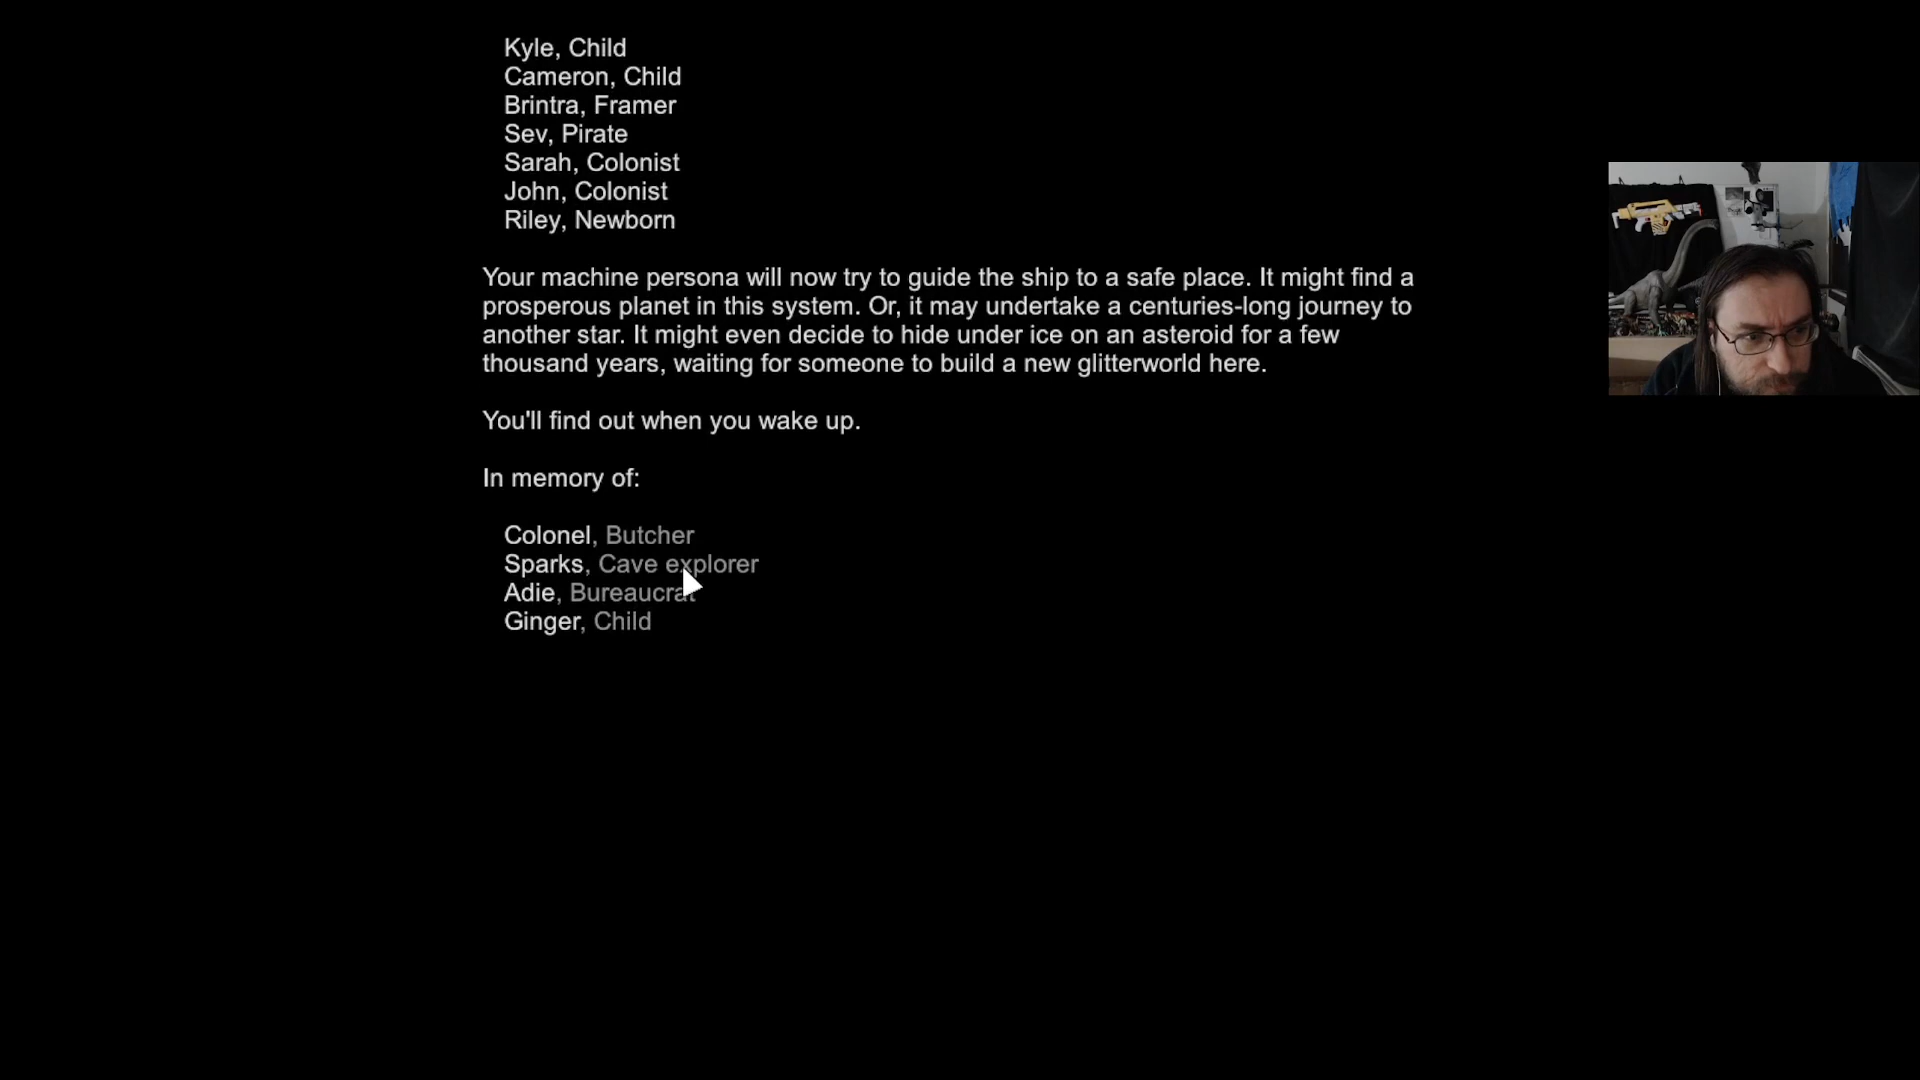 Kyle, Child
Cameron, Child
Brintra, Framer
Sev, Pirate
Sarah, Colonist
John, Colonist
Riley, Newborn
Your machine persona will now try to guide the ship to a safe place. It might find a
prosperous planet in this system. Or, it may undertake a centuries-long journey to
another star. It might even decide to hide under ice on an asteroid for a few
thousand years, waiting for someone to build a new glitterworld here.
You'll find out when you wake up.
In memory of:
Colonel, Butcher
Sparks, Cave explorer
Adie, Bureaucrat
Ginger, Child